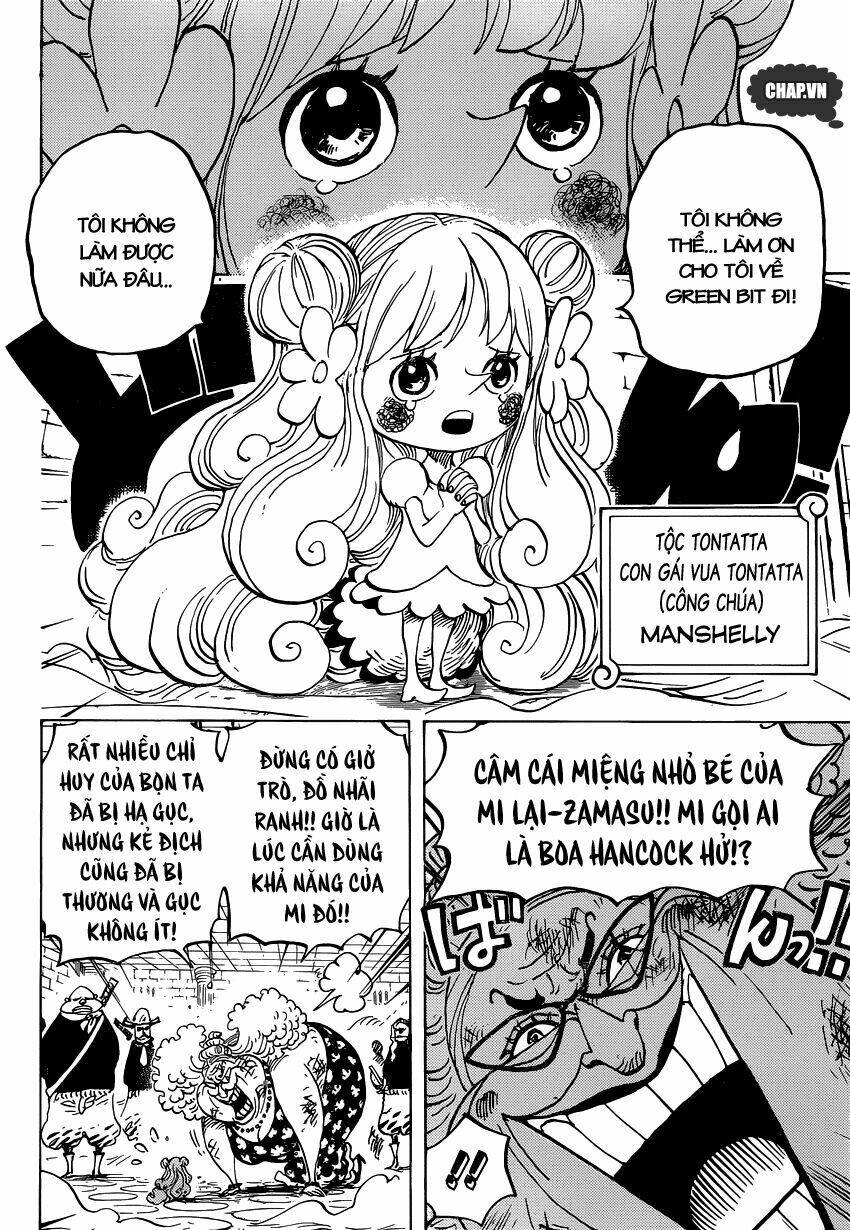 CHAP.VN
TÔI KHÔNG
THỂ... LÀM ƠN
CHO TÔI VỀ
GREEN BIT ĐI!
TÔI KHÔNG
LÀM ĐƯỢC
NỮA ĐÂU...
TỘC TONTATTA
CON GÁI VUA TONTATTA
(CÔNG CHÚA)
MANSHELLY
CÂM CÁI MIỆNG NHỎ BÉ CỦA
MI LẠI-ZAMASU!! MI GỌI AI
LÀ BOA HANCOCK HỬ!?
ばんっ!!
!!
ĐỪNG CÓ GIỞ
TRÒ, ĐỒ NHÃI
RANH!! GIỜ LÀ
LÚC CẦN DÙNG
KHẢ NĂNG CỦA
MI ĐÓ!!
RẤT NHIỀU CHỈ
HUY CỦA BỌN TA
ĐÃ BỊ HẠ GỤC,
NHƯNG KẺ ĐỊCH
CŨNG ĐÃ BỊ
THƯƠNG VÀ GỤC
KHÔNG ÍT!